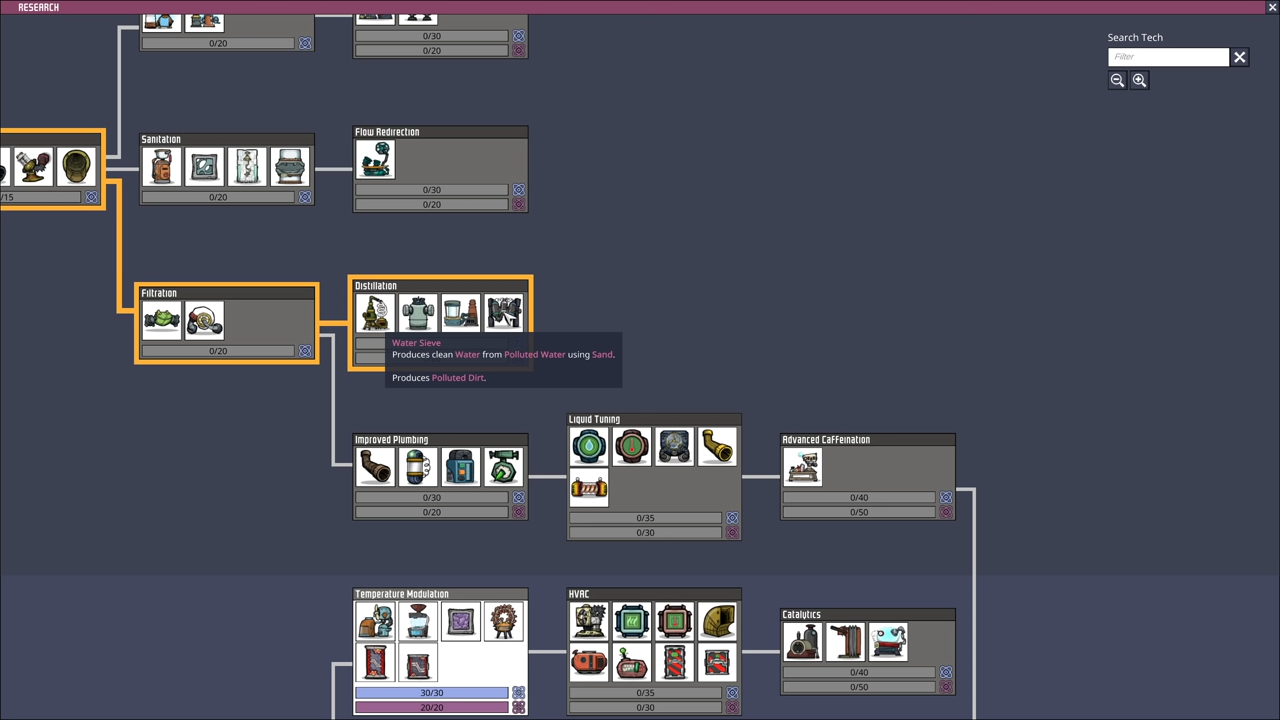 RESEARCH
Search Tech
Filter
0/20
0/30
0/20
Sanitation
0/20
Flow Redirection
0/30
0/20
/15
Filtration
0/20
Distillation
Water Sieve
Produces clean Water from Polluted Water using Sand.
Produces Polluted Dirt.
Improved Plumbing
0/30
0/20
Liquid Tuning
0/35
0/30
Advanced Caffeination
0/40
0/50
Temperature Modulation
30/30
20/20
HVAC
0/35
0/30
Catalytics
0/40
0/50